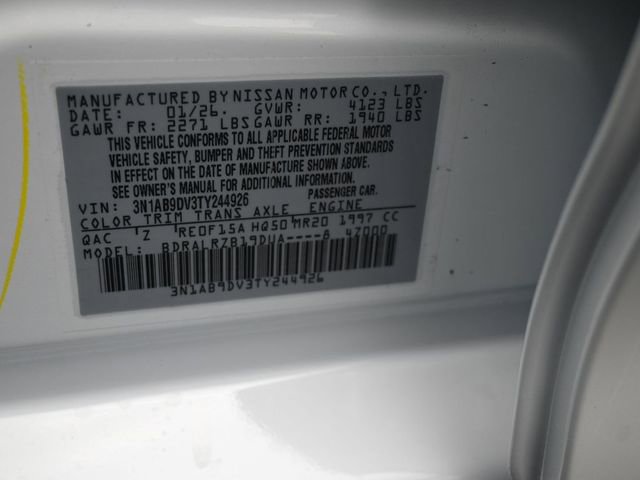 MANUFACTURED BY NISSAN MOTOR CO., LTD.
DATE: 01/26. GVWR: 4123 LBS
GAWR FR: 2271 LBS GAWR RR: 1940 LBS
THIS VEHICLE CONFORMS TO ALL APPLICABLE FEDERAL MOTOR
VEHICLE SAFETY, BUMPER AND THEFT PREVENTION STANDARDS
IN EFFECT ON THE DATE OF MANUFACTURE SHOWN ABOVE.
SEE OWNER'S MANUAL FOR ADDITIONAL INFORMATION.
VIN: 3N1AB9DV3TY244926 PASSENGER CAR.
COLOR TRIM TRANS AXLE ENGINE
QAC Z RE0F15A HQ50 MR20 1997 CC
MODEL: BDRALRZB19DUA----8 4Z000
3N1AB9DV3TY244926